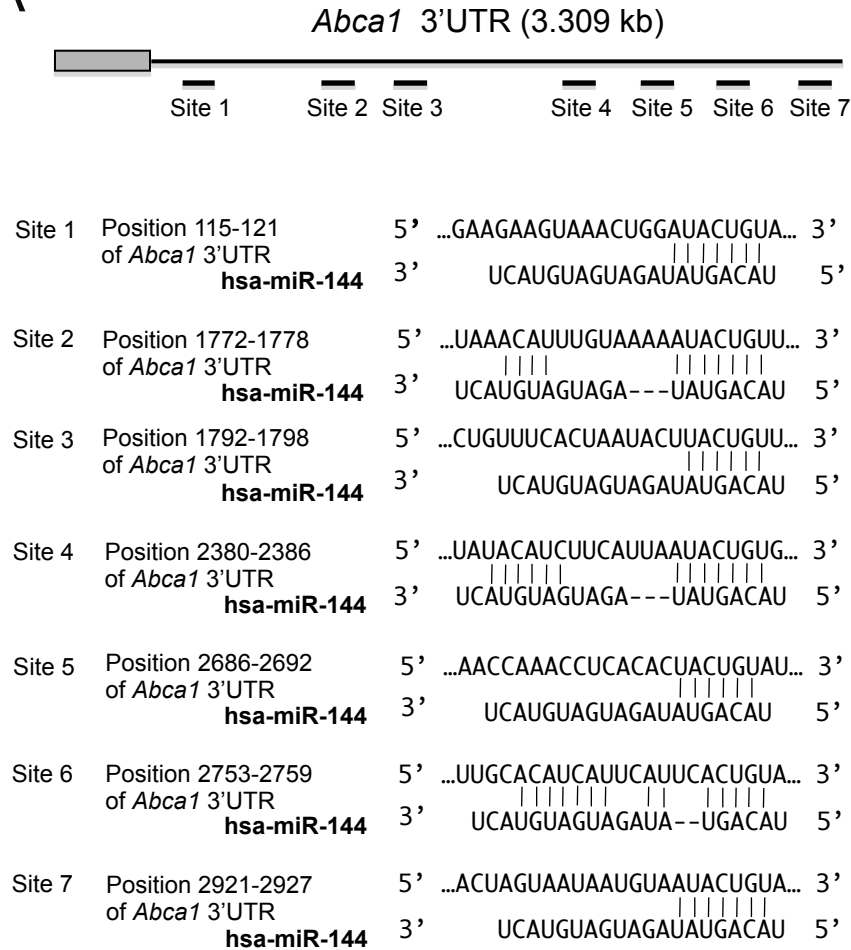 Abca1 3’UTR (3.309 kb)
Site 1 Site 2 Site 3 Site 4 Site 5 Site 6 Site 7
Site 1 Position 115-121 5’ …GAAGAAGUAAACUGGAUACUGUA… 3’
of Abca1 3’UTR
hsa-miR-144 3’ UCAUGUAGUAGAUAUGACAU 5’
Site 2 Position 1772-1778 5’ …UAAACAUUUGUAAAAAUACUGUU… 3’
of Abca1 3’UTR
hsa-miR-144 3’ UCAUGUAGUAGA---UAUGACAU 5’
Site 3 Position 1792-1798 5’ …CUGUUUCACUAAUACUUACUGUU… 3’
of Abca1 3’UTR
hsa-miR-144 3’ UCAUGUAGUAGAUAUGACAU 5’
Site 4 Position 2380-2386 5’ …UAUACAUCUUCAUUAAUACUGUG… 3’
of Abca1 3’UTR
hsa-miR-144 3’ UCAUGUAGUAGA---UAUGACAU 5’
Site 5 Position 2686-2692 5’ …AACCAAACCUCACACUACUGUAU… 3’
of Abca1 3’UTR
hsa-miR-144 3’ UCAUGUAGUAGAUAUGACAU 5’
Site 6 Position 2753-2759 5’ …UUGCACAUCAUUCAUUCACUGUA… 3’
of Abca1 3’UTR
hsa-miR-144 3’ UCAUGUAGUAGAUA--UGACAU 5’
Site 7 Position 2921-2927 5’ …ACUAGUAAUAAUGUAAUACUGUA… 3’
of Abca1 3’UTR
hsa-miR-144 3’ UCAUGUAGUAGAUAUGACAU 5’